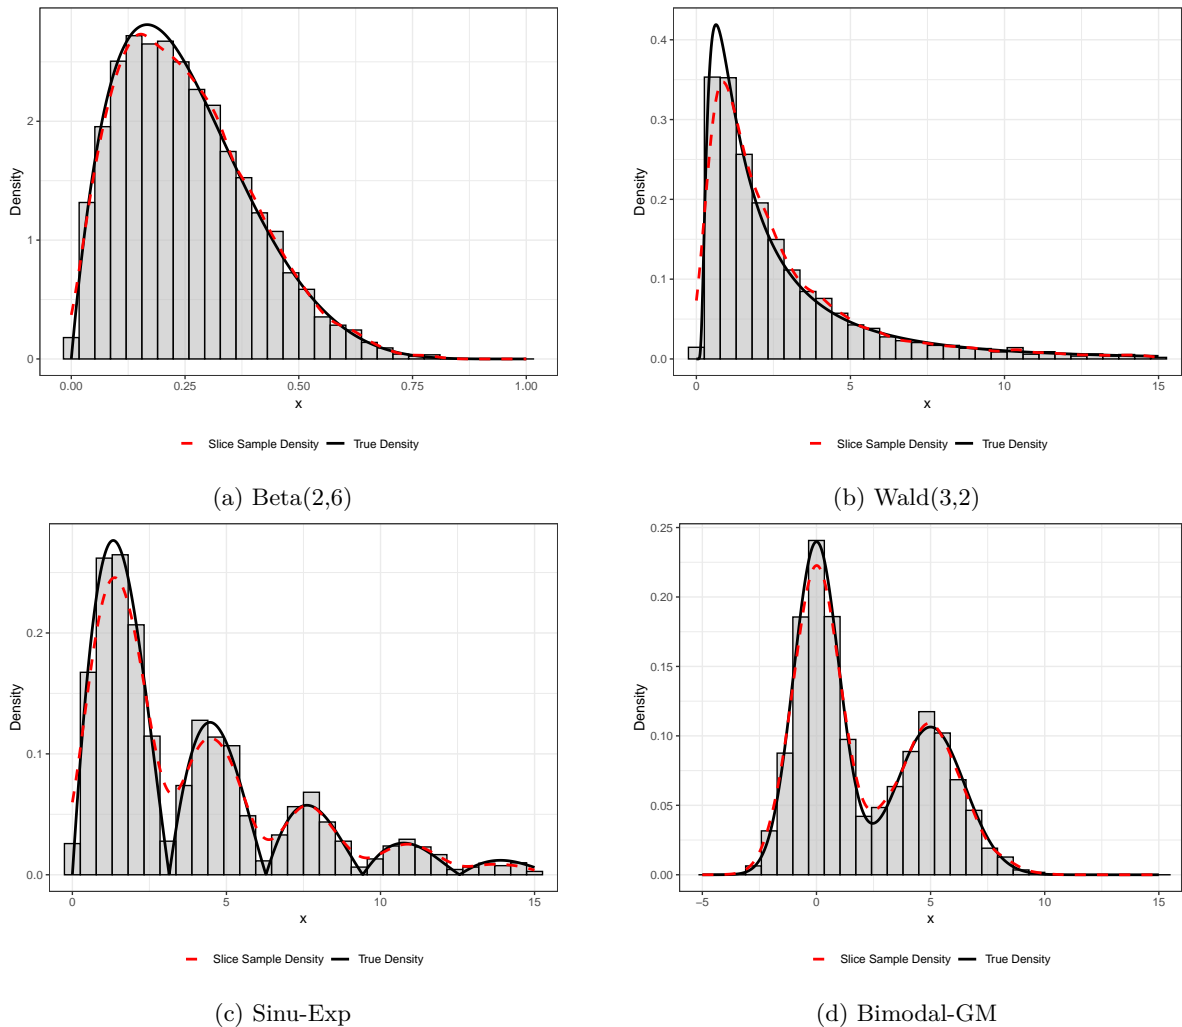 Density
2
1
0
0.00 0.25 0.50 0.75 1.00
x
Slice Sample Density True Density
(a) Beta(2,6)
Density
0.4
0.3
0.2
0.1
0.0
0 5 10 15
x
Slice Sample Density True Density
(b) Wald(3,2)
Density
0.2
0.1
0.0
0 5 10 15
x
Slice Sample Density True Density
(c) Sinu-Exp
Density
0.25
0.20
0.15
0.10
0.05
0.00
−5 0 5 10 15
x
Slice Sample Density True Density
(d) Bimodal-GM